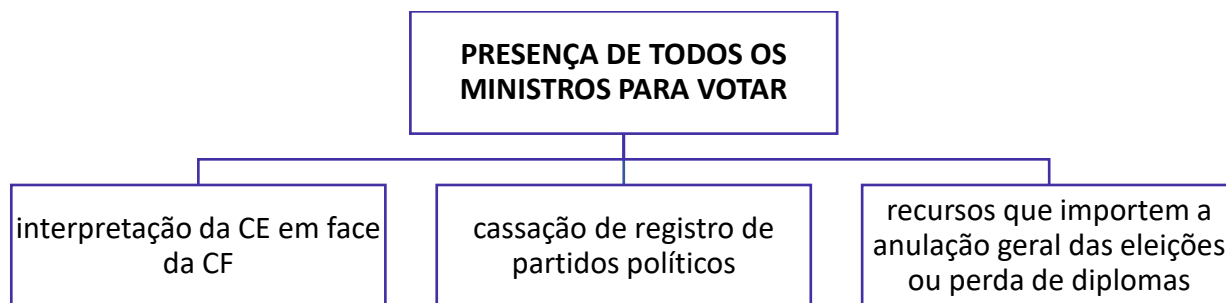 PRESENÇA DE TODOS OS
MINISTROS PARA VOTAR
interpretação da CE em face
da CF
cassação de registro de
partidos políticos
recursos que importem a
anulação geral das eleições
ou perda de diplomas